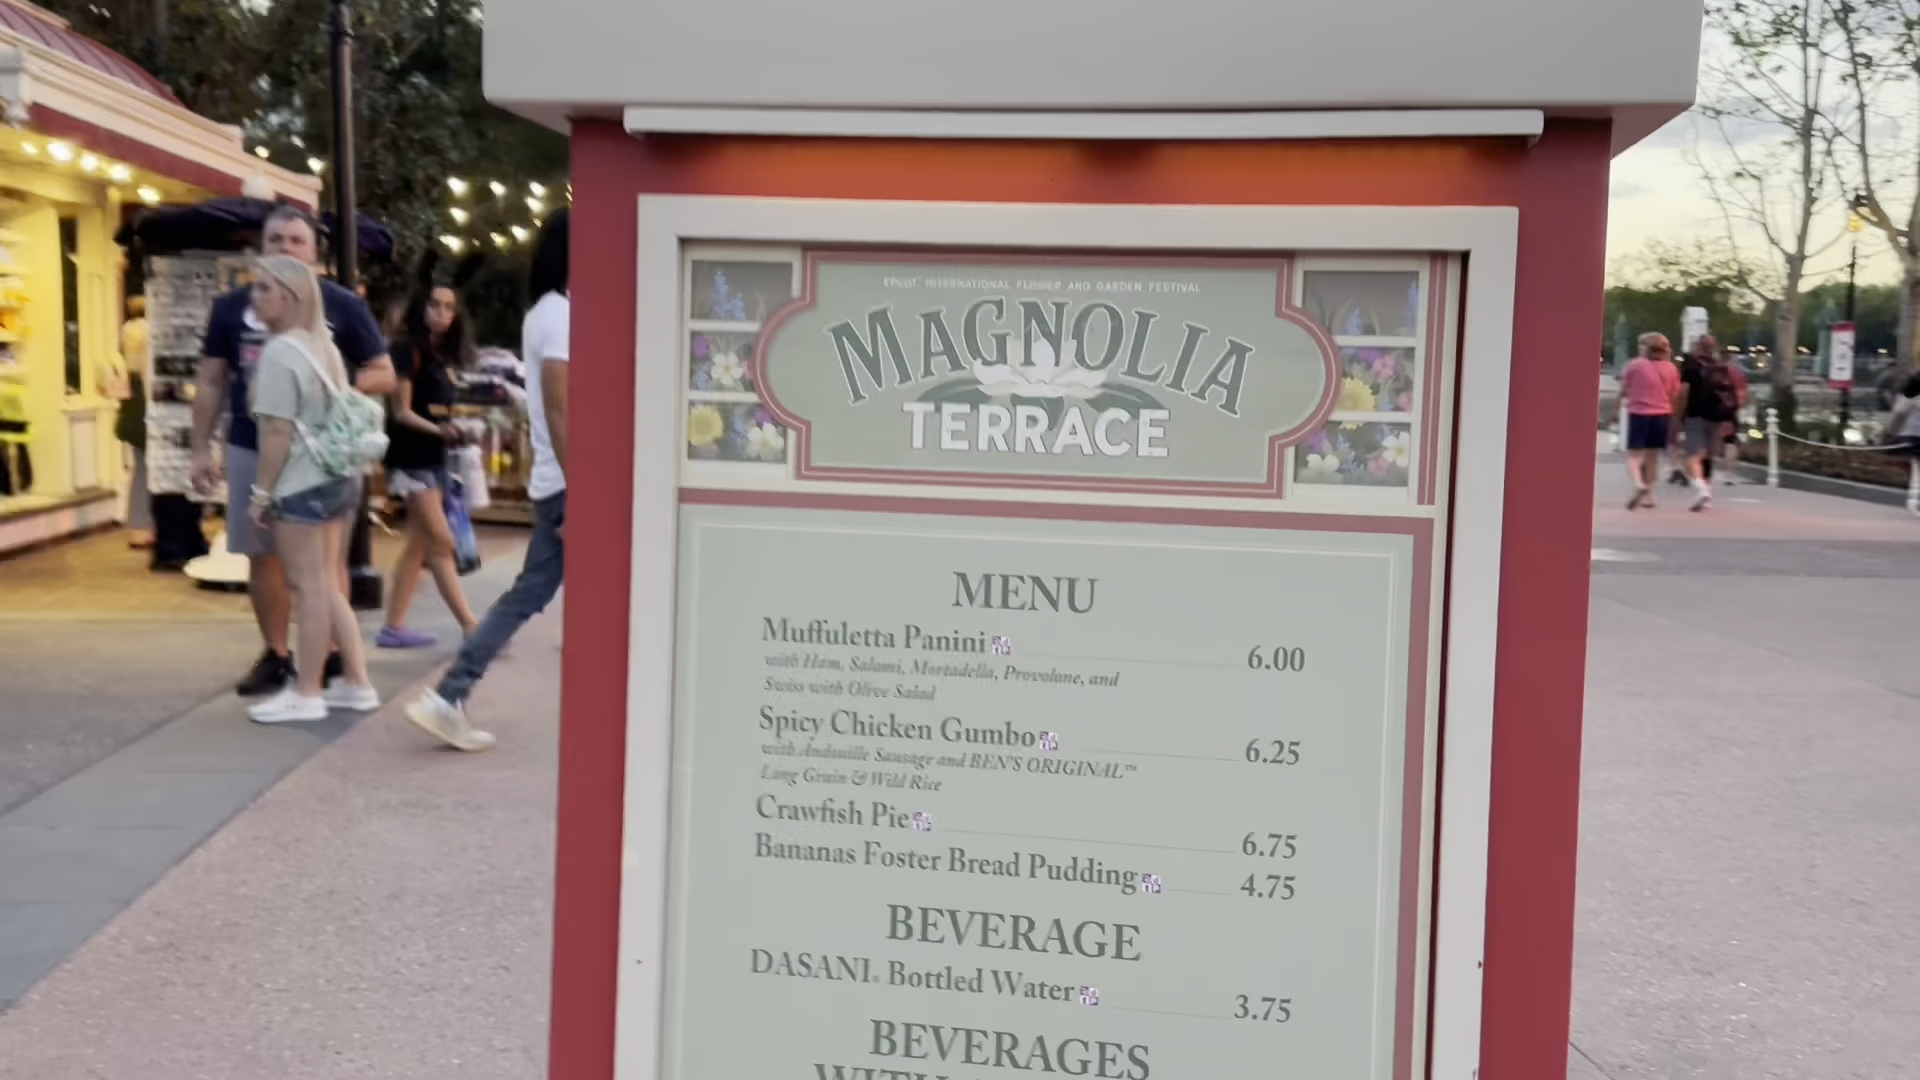 EPCOT INTERNATIONAL FLOWER AND GARDEN FESTIVAL
MAGNOLIA
TERRACE
MENU
Muffuletta Panini 6.00
with Ham, Salami, Mortadella, Provolone, and
Swiss with Olive Salad
Spicy Chicken Gumbo 6.25
with Andouille Sausage and BEN'S ORIGINAL™
Long Grain & Wild Rice
Crawfish Pie 6.75
Bananas Foster Bread Pudding 4.75
BEVERAGE
DASANI® Bottled Water 3.75
BEVERAGES
WITH